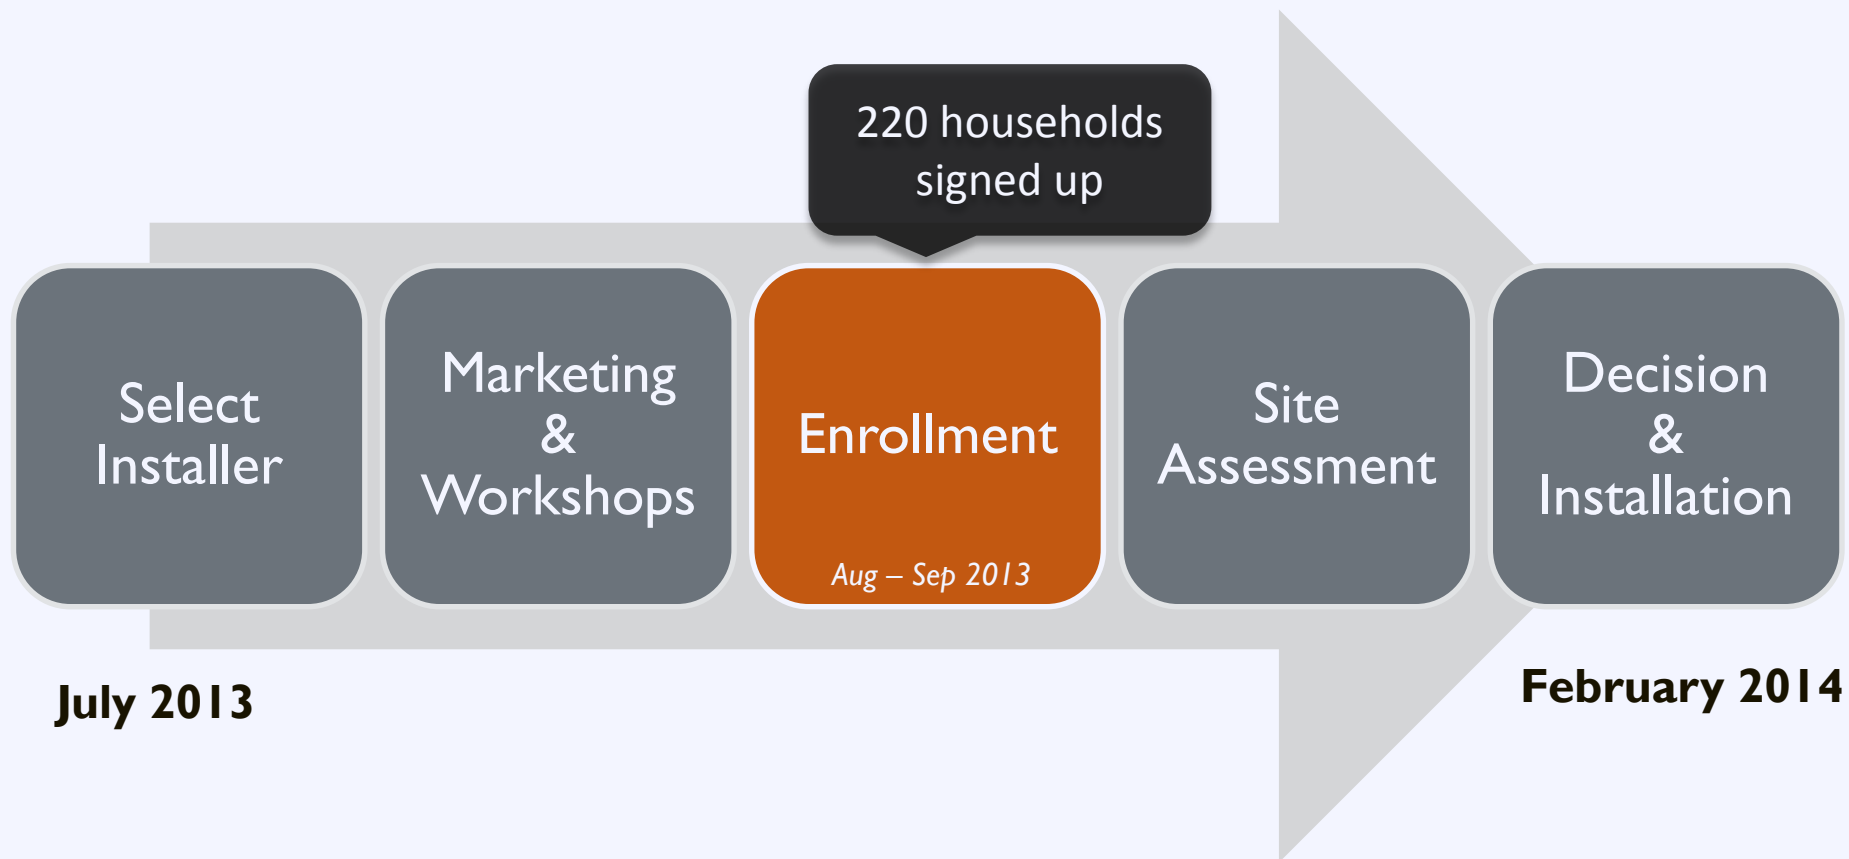 220 households
signed up
Select
Installer
Marketing
&
Workshops
Enrollment
Aug – Sep 2013
Site
Assessment
Decision
&
Installation
July 2013
February 2014